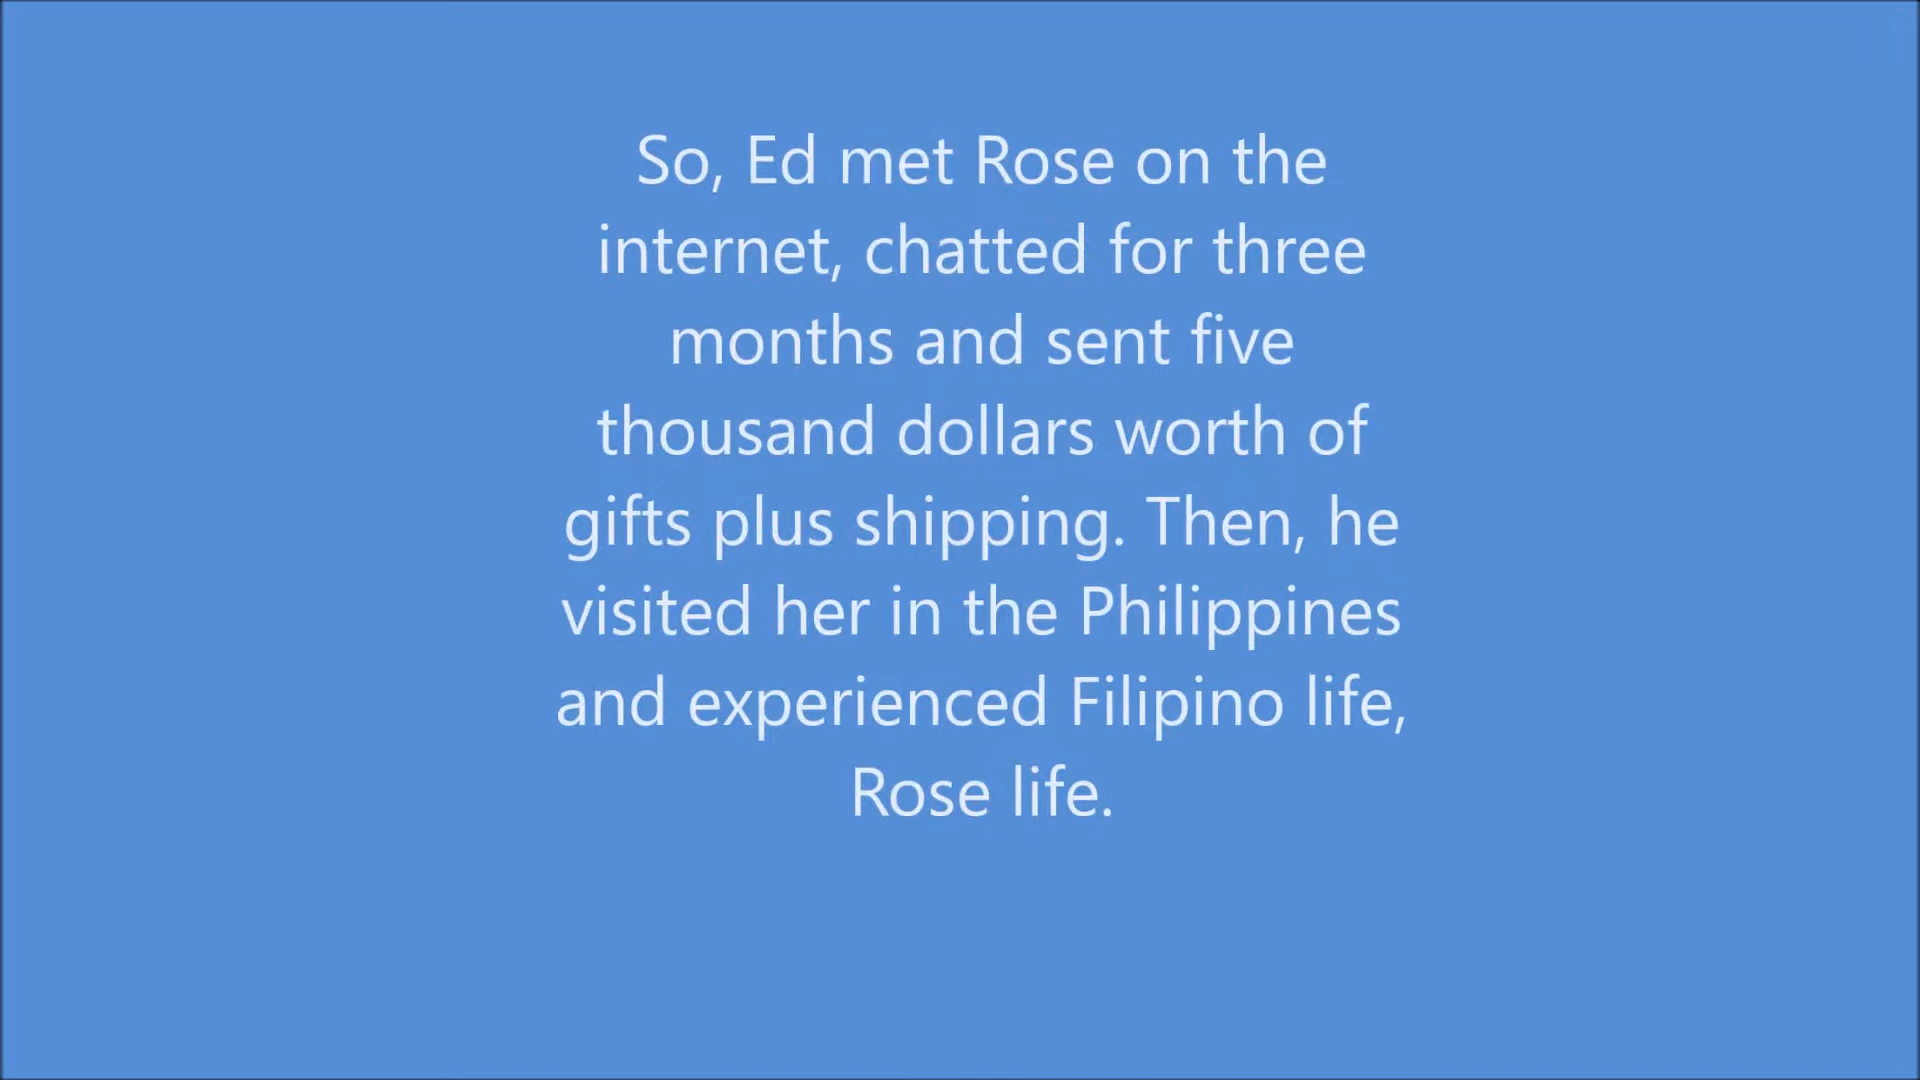 So, Ed met Rose on the
internet, chatted for three
months and sent five
thousand dollars worth of
gifts plus shipping. Then, he
visited her in the Philippines
and experienced Filipino life,
Rose life.